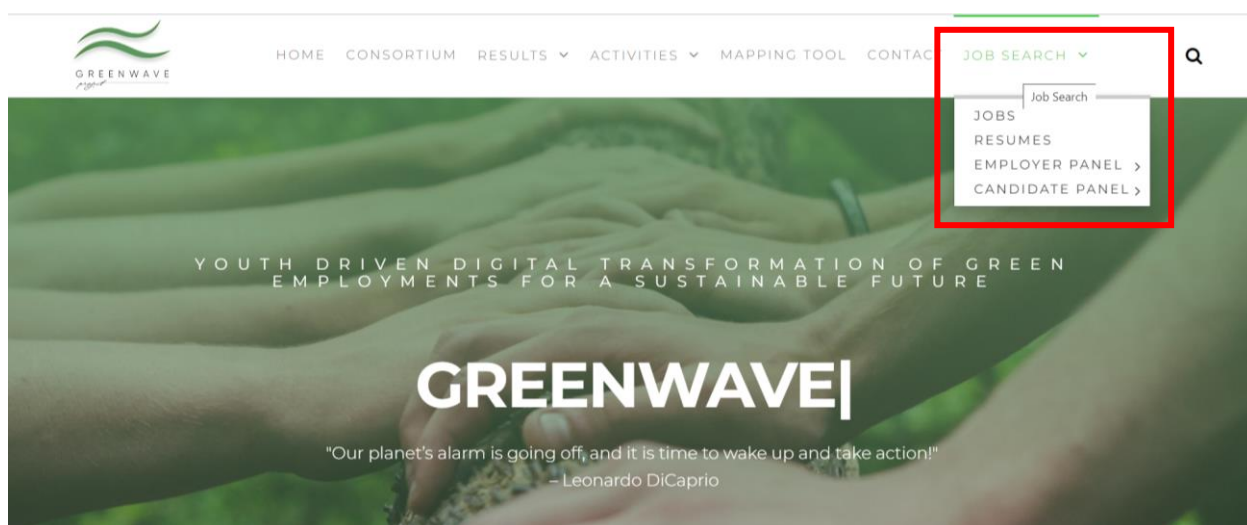 GREENWAVE
project
HOME CONSORTIUM RESULTS ACTIVITIES MAPPING TOOL CONTAC JOB SEARCH
Job Search
JOBS
RESUMES
EMPLOYER PANEL
CANDIDATE PANEL
YOUTH DRIVEN DIGITAL TRANSFORMATION OF GREEN
EMPLOYMENTS FOR A SUSTAINABLE FUTURE
GREENWAVE|
"Our planet's alarm is going off, and it is time to wake up and take action!"
– Leonardo DiCaprio